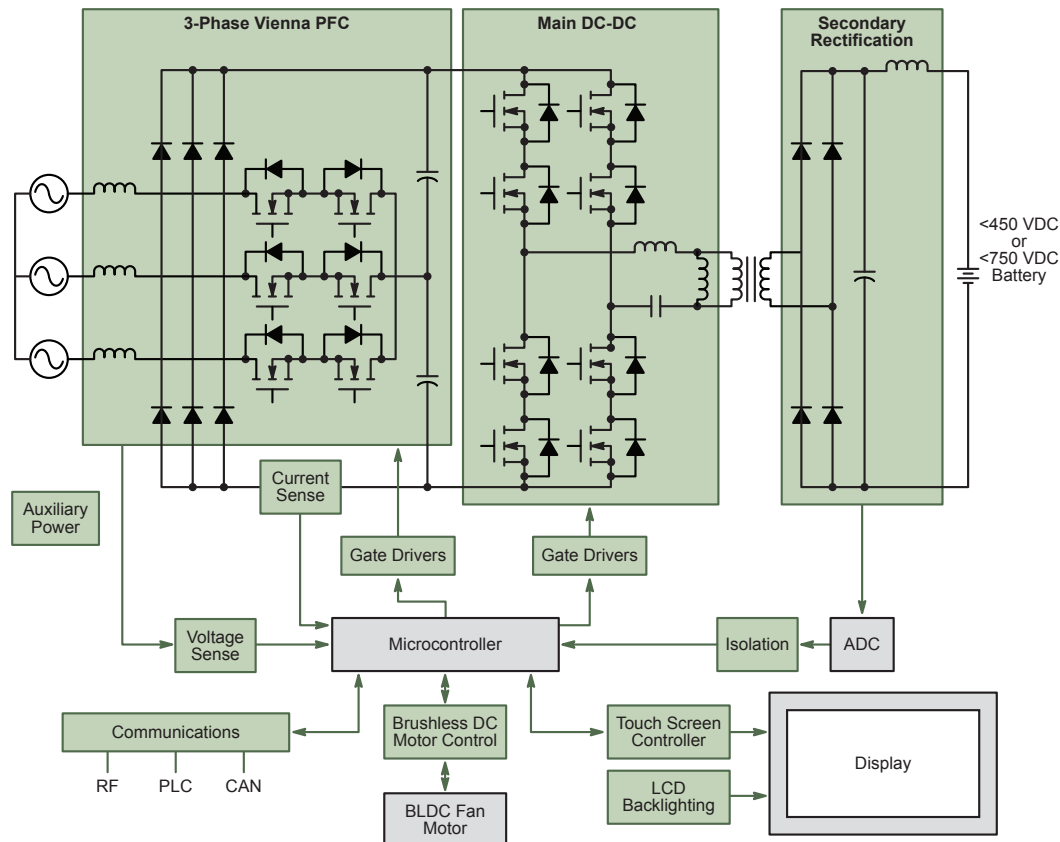 3-Phase Vienna PFC
Main DC-DC
Secondary
Rectification
<450 VDC
or
<750 VDC
Battery
Current
Sense
Auxiliary
Power
Gate Drivers
Gate Drivers
Voltage
Sense
Microcontroller
Isolation
ADC
Communications
RF
PLC
CAN
Brushless DC
Motor Control
BLDC Fan
Motor
Touch Screen
Controller
LCD
Backlighting
Display